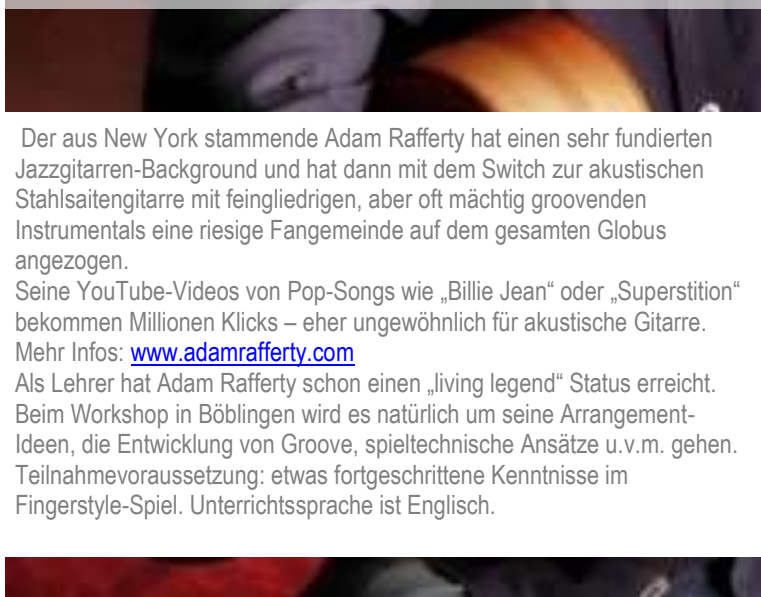 Der aus New York stammende Adam Rafferty hat einen sehr fundierten
Jazzgitarren-Background und hat dann mit dem Switch zur akustischen
Stahlsaitengitarre mit feingliedrigen, aber oft mächtig groovenden
Instrumentals eine riesige Fangemeinde auf dem gesamten Globus
angezogen.
Seine YouTube-Videos von Pop-Songs wie „Billie Jean“ oder „Superstition“
bekommen Millionen Klicks – eher ungewöhnlich für akustische Gitarre.
Mehr Infos: www.adamrafferty.com
Als Lehrer hat Adam Rafferty schon einen „living legend“ Status erreicht.
Beim Workshop in Böblingen wird es natürlich um seine Arrangement-
Ideen, die Entwicklung von Groove, spieltechnische Ansätze u.v.m. gehen.
Teilnahmevoraussetzung: etwas fortgeschrittene Kenntnisse im
Fingerstyle-Spiel. Unterrichtssprache ist Englisch.